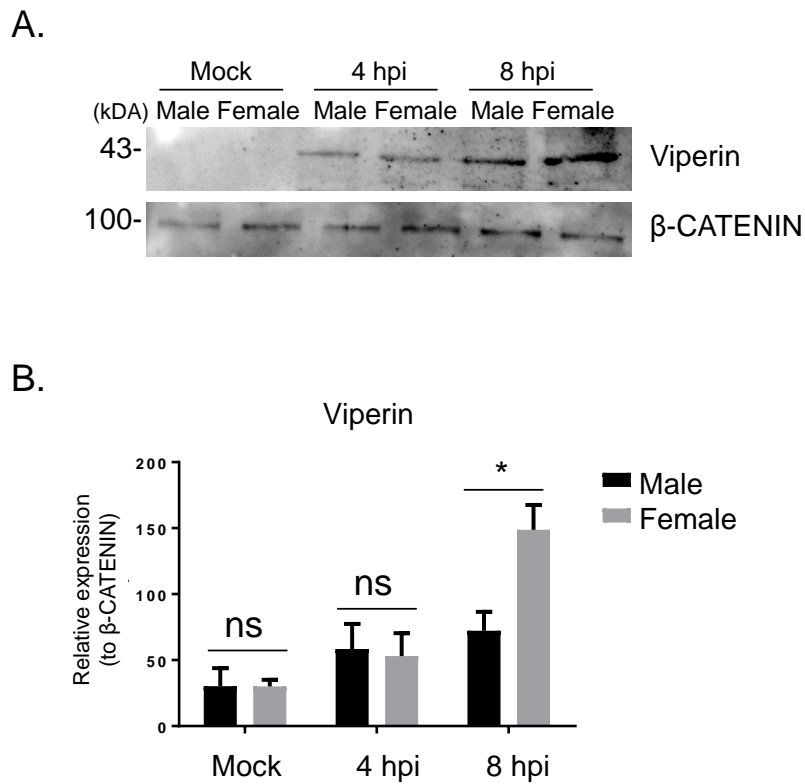 A.
Mock 4 hpi 8 hpi
(kDA) Male Female Male Female Male Female
43- Viperin
100- β-CATENIN
B.
Viperin
Relative expression
(to β-CATENIN)
200
150
100
50
0
ns
ns
*
Male
Female
Mock 4 hpi 8 hpi